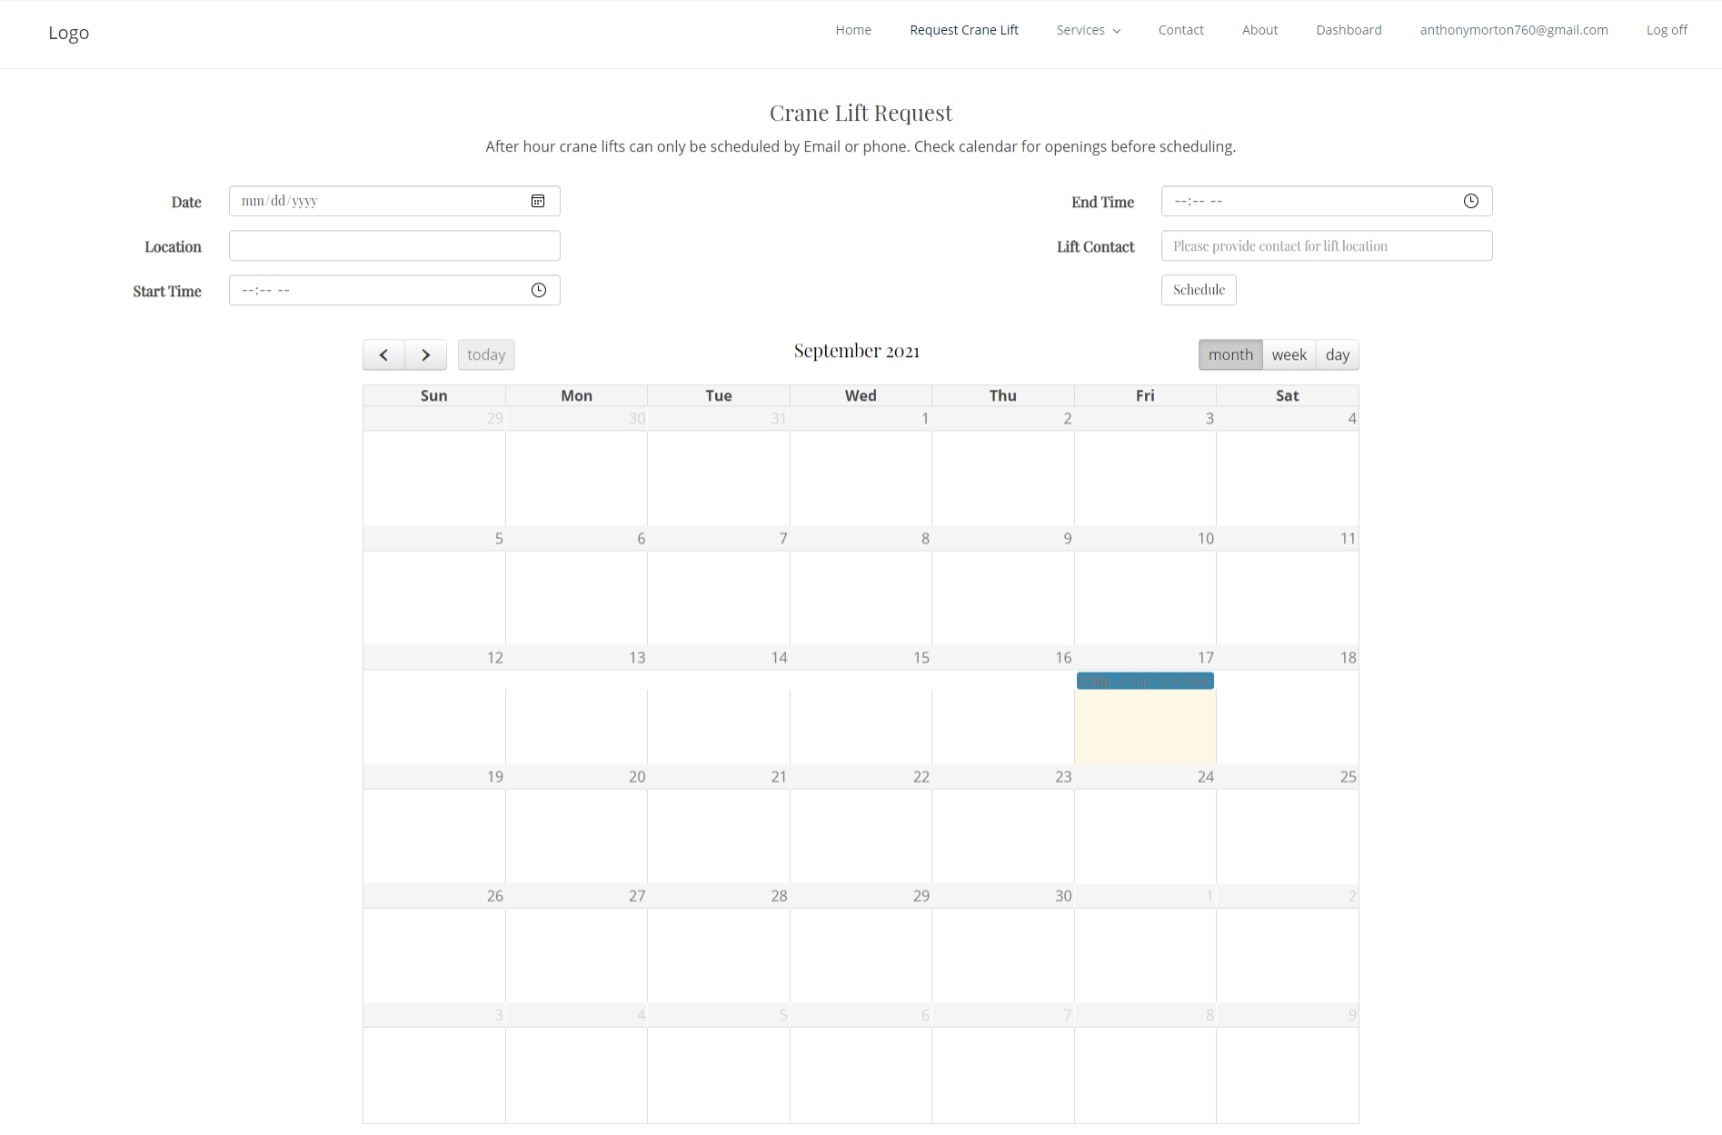 Logo
Home Request Crane Lift Services Contact About Dashboard anthonymorton760@gmail.com Log off
Crane Lift Request
After hour crane lifts can only be scheduled by Email or phone. Check calendar for openings before scheduling.
Date mm/dd/yyyy
End Time --:-- --
Location
Lift Contact Please provide contact for lift location
Start Time --:-- --
Schedule
today September 2021 month week day
Sun Mon Tue Wed Thu Fri Sat
29 30 31 1 2 3 4
5 6 7 8 9 10 11
12 13 14 15 16 17 18
19 20 21 22 23 24 25
26 27 28 29 30 1 2
3 4 5 6 7 8 9